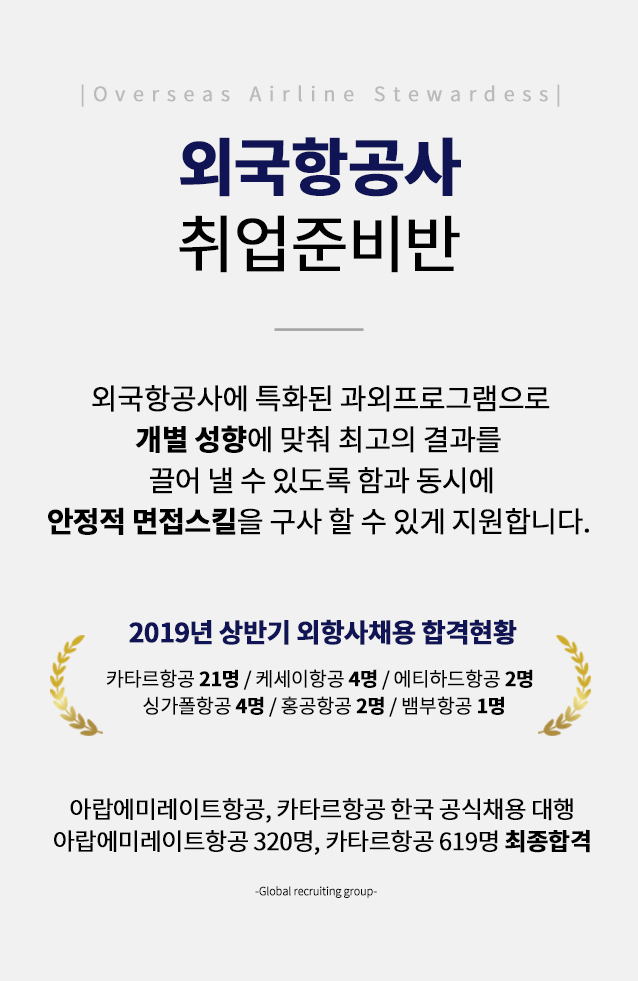 |Overseas Airline Stewardess|
외국항공사
취업준비반
외국항공사에 특화된 과외프로그램으로
개별 성향에 맞춰 최고의 결과를
끌어 낼 수 있도록 함과 동시에
안정적 면접스킬을 구사 할 수 있게 지원합니다.
2019년 상반기 외항사채용 합격현황
카타르항공 21명 / 케세이항공 4명 / 에티하드항공 2명
싱가폴항공 4명 / 홍공항공 2명 / 뱀부항공 1명
아랍에미레이트항공, 카타르항공 한국 공식채용 대행
아랍에미레이트항공 320명, 카타르항공 619명 최종합격
-Global recruiting group-